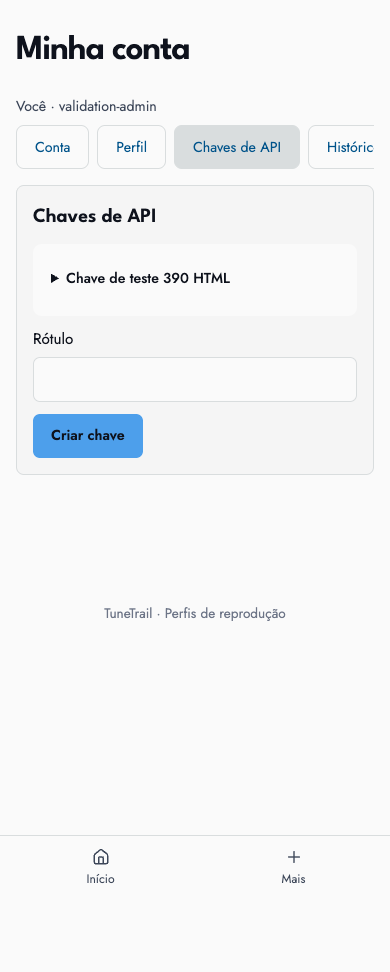 Minha conta
Você · validation-admin
Conta Perfil Chaves de API Históric
Chaves de API
Chave de teste 390 HTML
Rótulo
Criar chave
TuneTrail · Perfis de reprodução
Início Mais